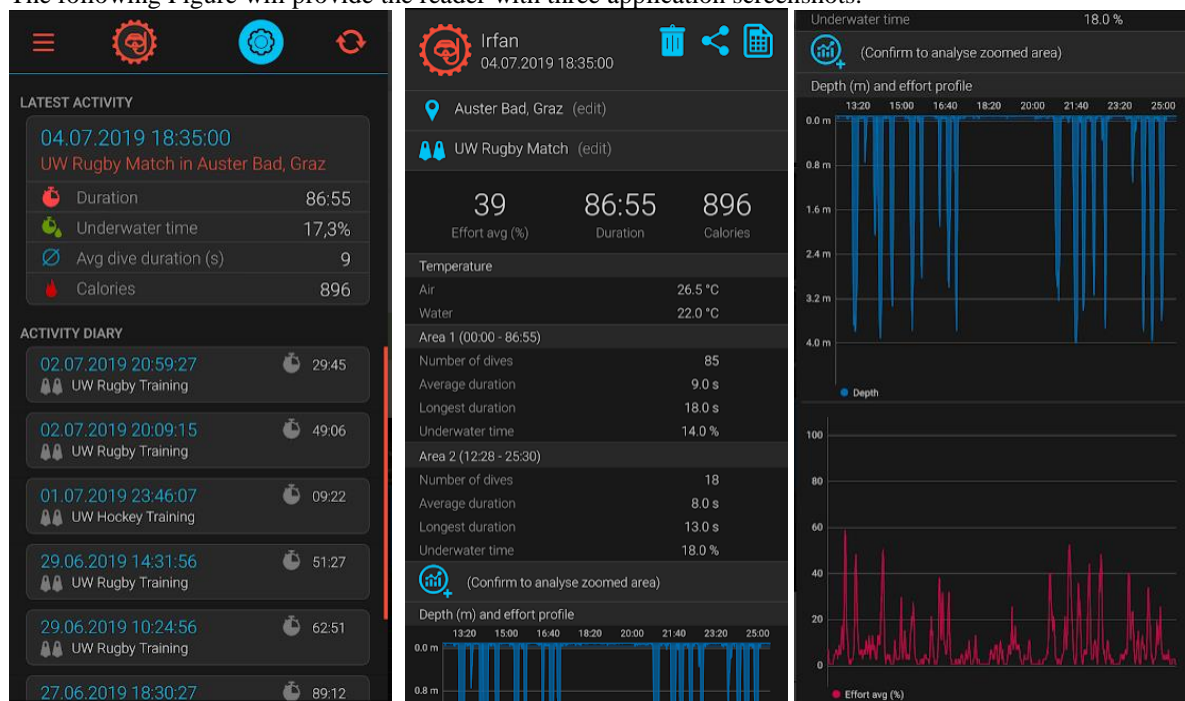 The following Figure will provide the reader with three application screenshots.
LATEST ACTIVITY
04.07.2019 18:35:00
UW Rugby Match in Auster Bad, Graz
Duration 86:55
Underwater time 17,3%
Avg dive duration (s) 9
Calories 896
ACTIVITY DIARY
02.07.2019 20:59:27 29:45
UW Rugby Training
02.07.2019 20:09:15 49:06
UW Rugby Training
01.07.2019 23:46:07 09:22
UW Hockey Training
29.06.2019 14:31:56 51:27
UW Rugby Training
29.06.2019 10:24:56 62:51
UW Rugby Training
27.06.2019 18:30:27 89:12
Irfan
04.07.2019 18:35:00
Auster Bad, Graz (edit)
UW Rugby Match (edit)
39 86:55 896
Effort avg (%) Duration Calories
Temperature
Air 26.5 °C
Water 22.0 °C
Area 1 (00:00 - 86:55)
Number of dives 85
Average duration 9.0 s
Longest duration 18.0 s
Underwater time 14.0 %
Area 2 (12:28 - 25:30)
Number of dives 18
Average duration 8.0 s
Longest duration 13.0 s
Underwater time 18.0 %
(Confirm to analyse zoomed area)
Depth (m) and effort profile
13:20 15:00 16:40 18:20 20:00 21:40 23:20 25:00
0.0 m
0.8 m
Underwater time 18.0 %
(Confirm to analyse zoomed area)
Depth (m) and effort profile
13:20 15:00 16:40 18:20 20:00 21:40 23:20 25:00
0.0 m
0.8 m
1.6 m
2.4 m
3.2 m
4.0 m
Depth
100
80
60
40
20
0
Effort avg (%)